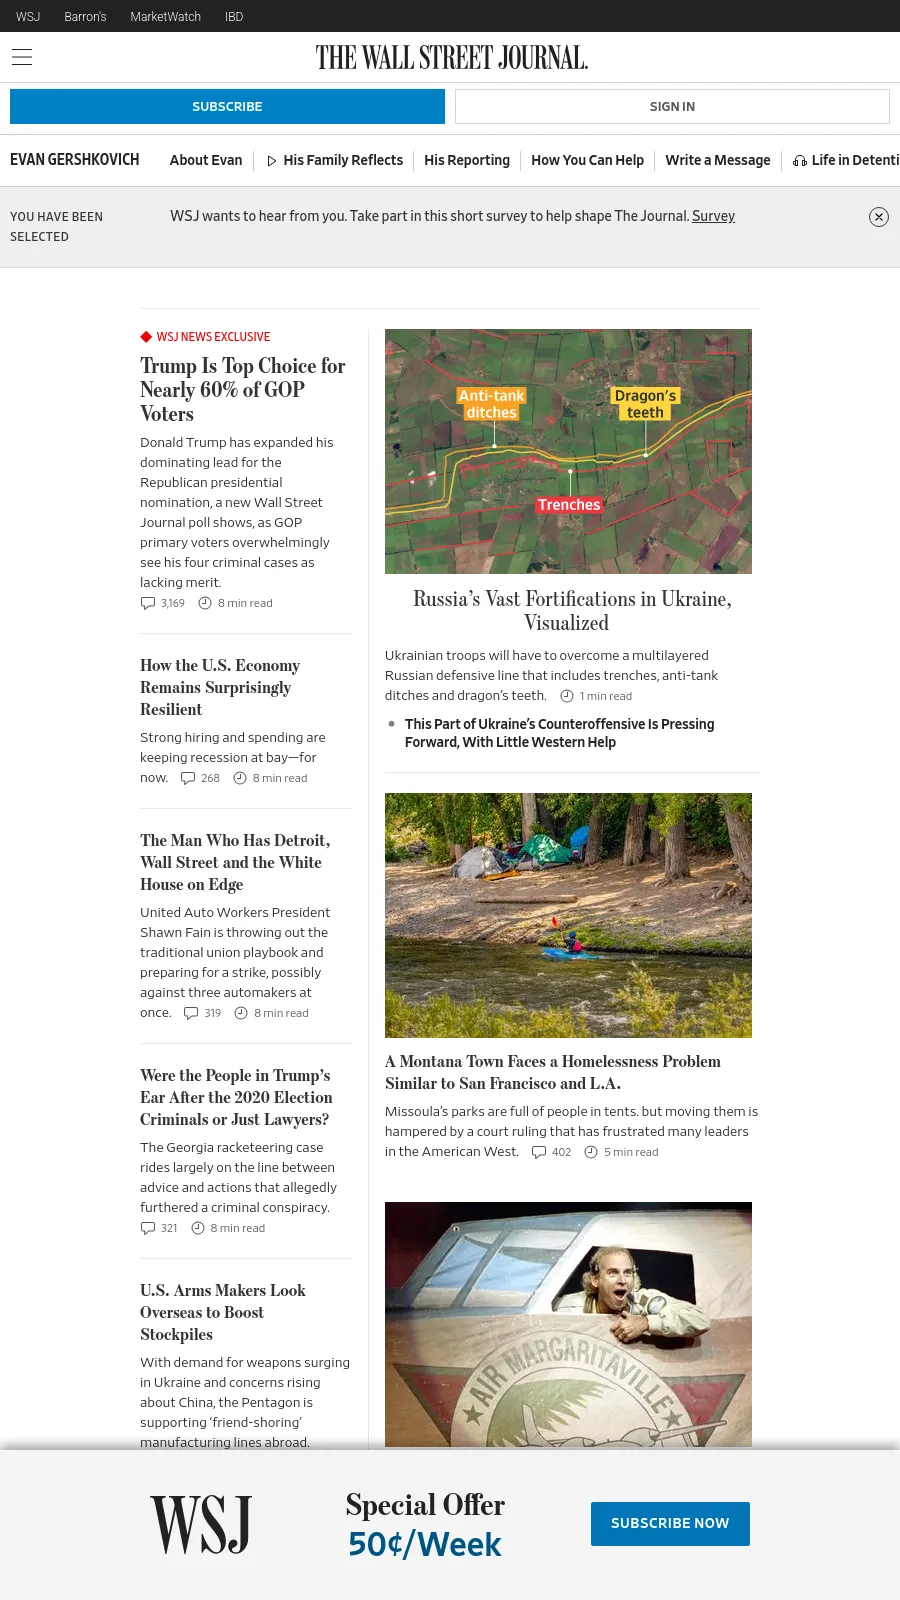 WSJ Barron's MarketWatch IBD
THE WALL STREET JOURNAL.
SUBSCRIBE
SIGN IN
EVAN GERSHKOVICH About Evan His Family Reflects His Reporting How You Can Help Write a Message Life in Detenti
YOU HAVE BEEN
SELECTED
WSJ wants to hear from you. Take part in this short survey to help shape The Journal. Survey
WSJ NEWS EXCLUSIVE
Trump Is Top Choice for
Nearly 60% of GOP
Voters
Donald Trump has expanded his
dominating lead for the
Republican presidential
nomination, a new Wall Street
Journal poll shows, as GOP
primary voters overwhelmingly
see his four criminal cases as
lacking merit.
3,169 8 min read
How the U.S. Economy
Remains Surprisingly
Resilient
Strong hiring and spending are
keeping recession at bay—for
now. 268 8 min read
The Man Who Has Detroit,
Wall Street and the White
House on Edge
United Auto Workers President
Shawn Fain is throwing out the
traditional union playbook and
preparing for a strike, possibly
against three automakers at
once. 319 8 min read
Were the People in Trump's
Ear After the 2020 Election
Criminals or Just Lawyers?
The Georgia racketeering case
rides largely on the line between
advice and actions that allegedly
furthered a criminal conspiracy.
321 8 min read
U.S. Arms Makers Look
Overseas to Boost
Stockpiles
With demand for weapons surging
in Ukraine and concerns rising
about China, the Pentagon is
supporting 'friend-shoring'
manufacturing lines abroad.
Anti-tank
ditches
Dragon's
teeth
Trenches
Russia's Vast Fortifications in Ukraine,
Visualized
Ukrainian troops will have to overcome a multilayered
Russian defensive line that includes trenches, anti-tank
ditches and dragon's teeth. 1 min read
This Part of Ukraine's Counteroffensive Is Pressing
Forward, With Little Western Help
A Montana Town Faces a Homelessness Problem
Similar to San Francisco and L.A.
Missoula's parks are full of people in tents. but moving them is
hampered by a court ruling that has frustrated many leaders
in the American West. 402 5 min read
AIR MARGARITAVILLE
WSJ
Special Offer
50¢/Week
SUBSCRIBE NOW